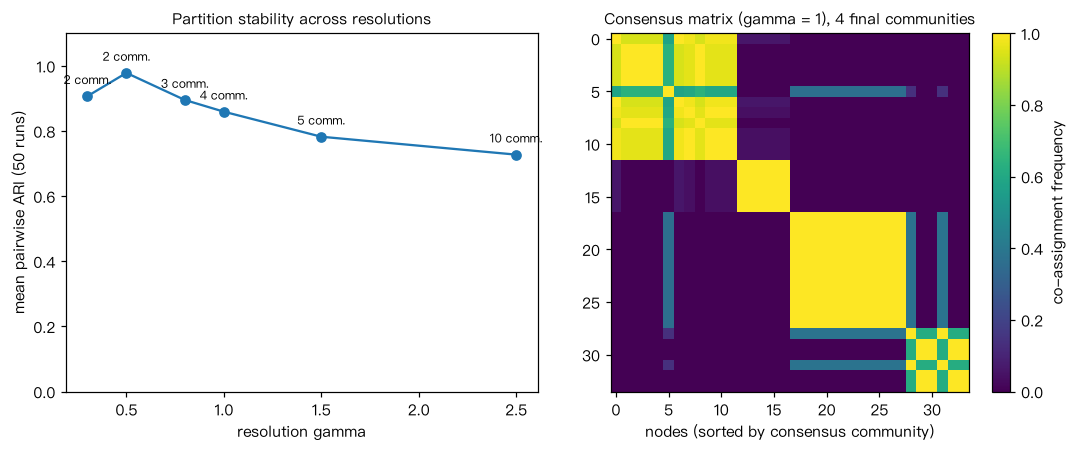 Partition stability across resolutions
mean pairwise ARI (50 runs)
1.0
0.8
0.6
0.4
0.2
0.0
2 comm.
2 comm.
3 comm.
4 comm.
5 comm.
10 comm.
0.5
1.0
1.5
2.0
2.5
resolution gamma
Consensus matrix (gamma = 1), 4 final communities
0
5
10
15
20
25
30
0
5
10
15
20
25
30
nodes (sorted by consensus community)
1.0
0.8
0.6
0.4
0.2
0.0
co-assignment frequency